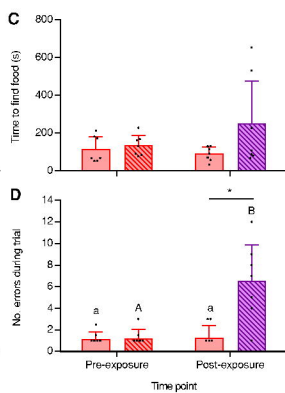 C
800
600
400
200
0
Time to find food (s)
D
14
12
10
8
6
4
2
0
No. errors during trial
a
A
a
B
*
Pre-exposure
Post-exposure
Time point